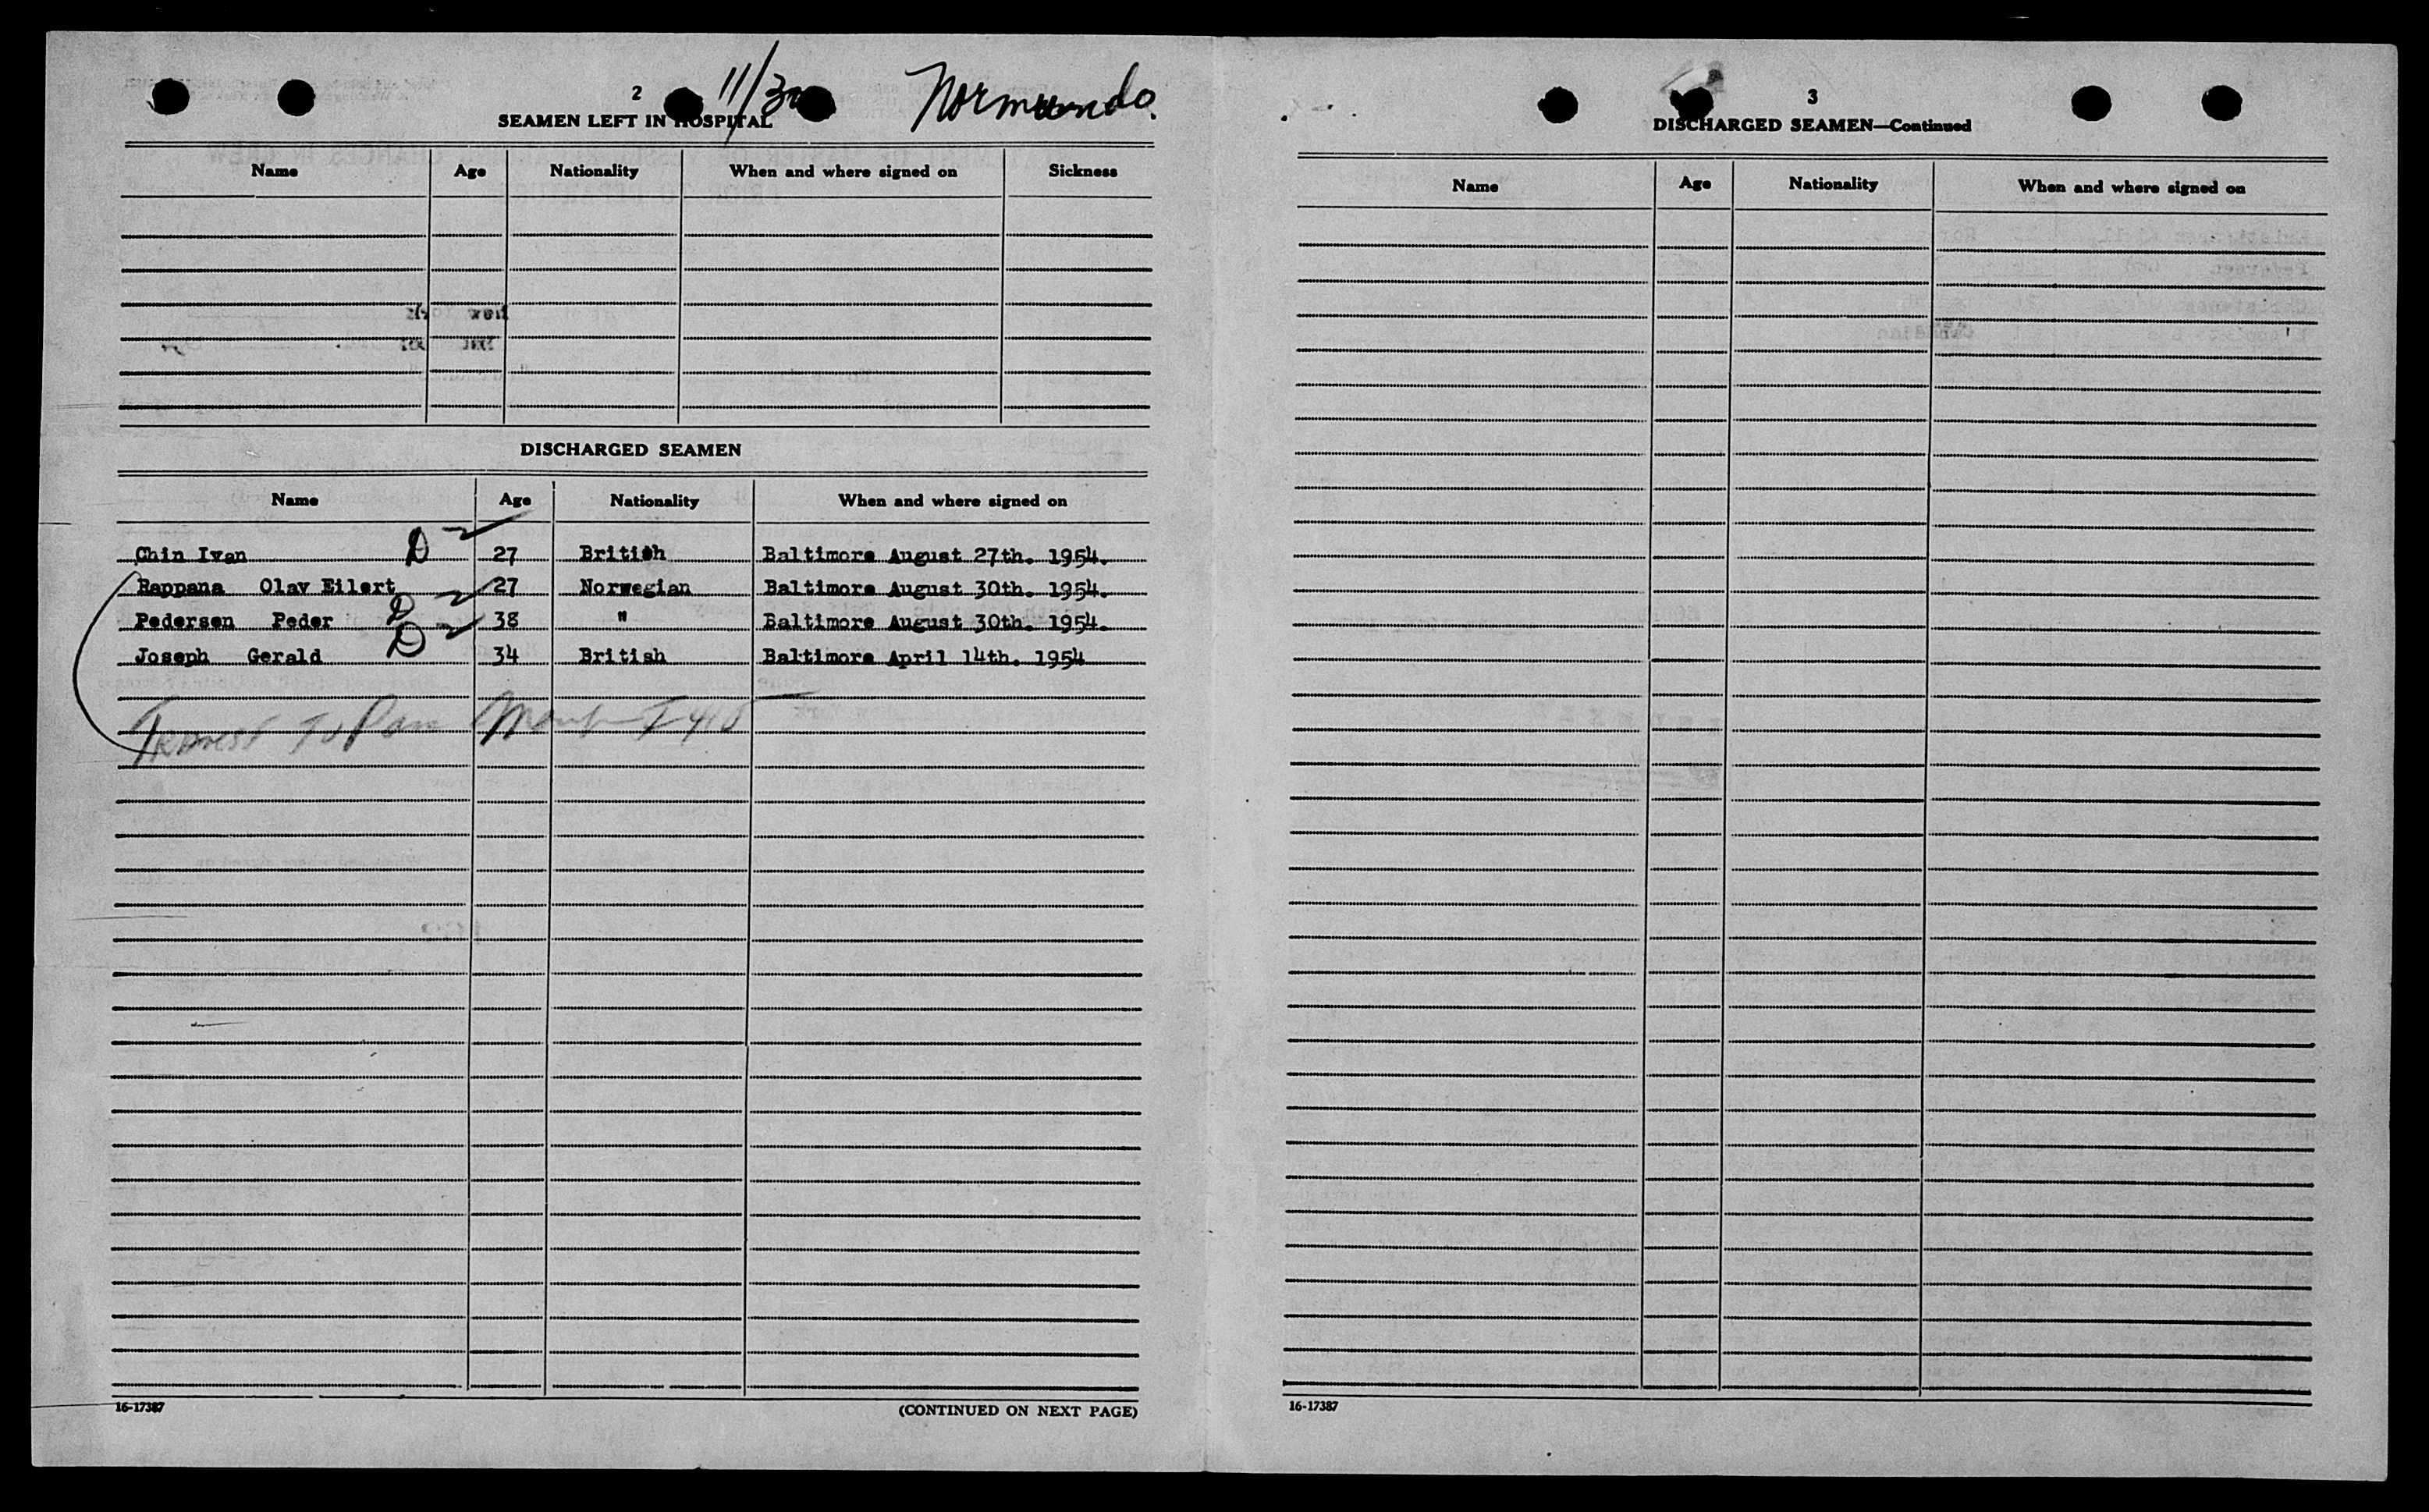 2
11/30
Normundo.
SEAMEN LEFT IN HOSPITAL
Name Age Nationality When and where signed on Sickness
DISCHARGED SEAMEN
Name Age Nationality When and where signed on
Chin Ivan D 27 British Baltimore August 27th. 1954.
Rappana Olav Eilert 27 Norwegian Baltimore August 30th. 1954.
Pedersen Peder D 38 " Baltimore August 30th. 1954.
Joseph Gerald D 34 British Baltimore April 14th. 1954
to Pan
16-17387
(CONTINUED ON NEXT PAGE)
3
DISCHARGED SEAMEN—Continued
Name Age Nationality When and where signed on
16-17387